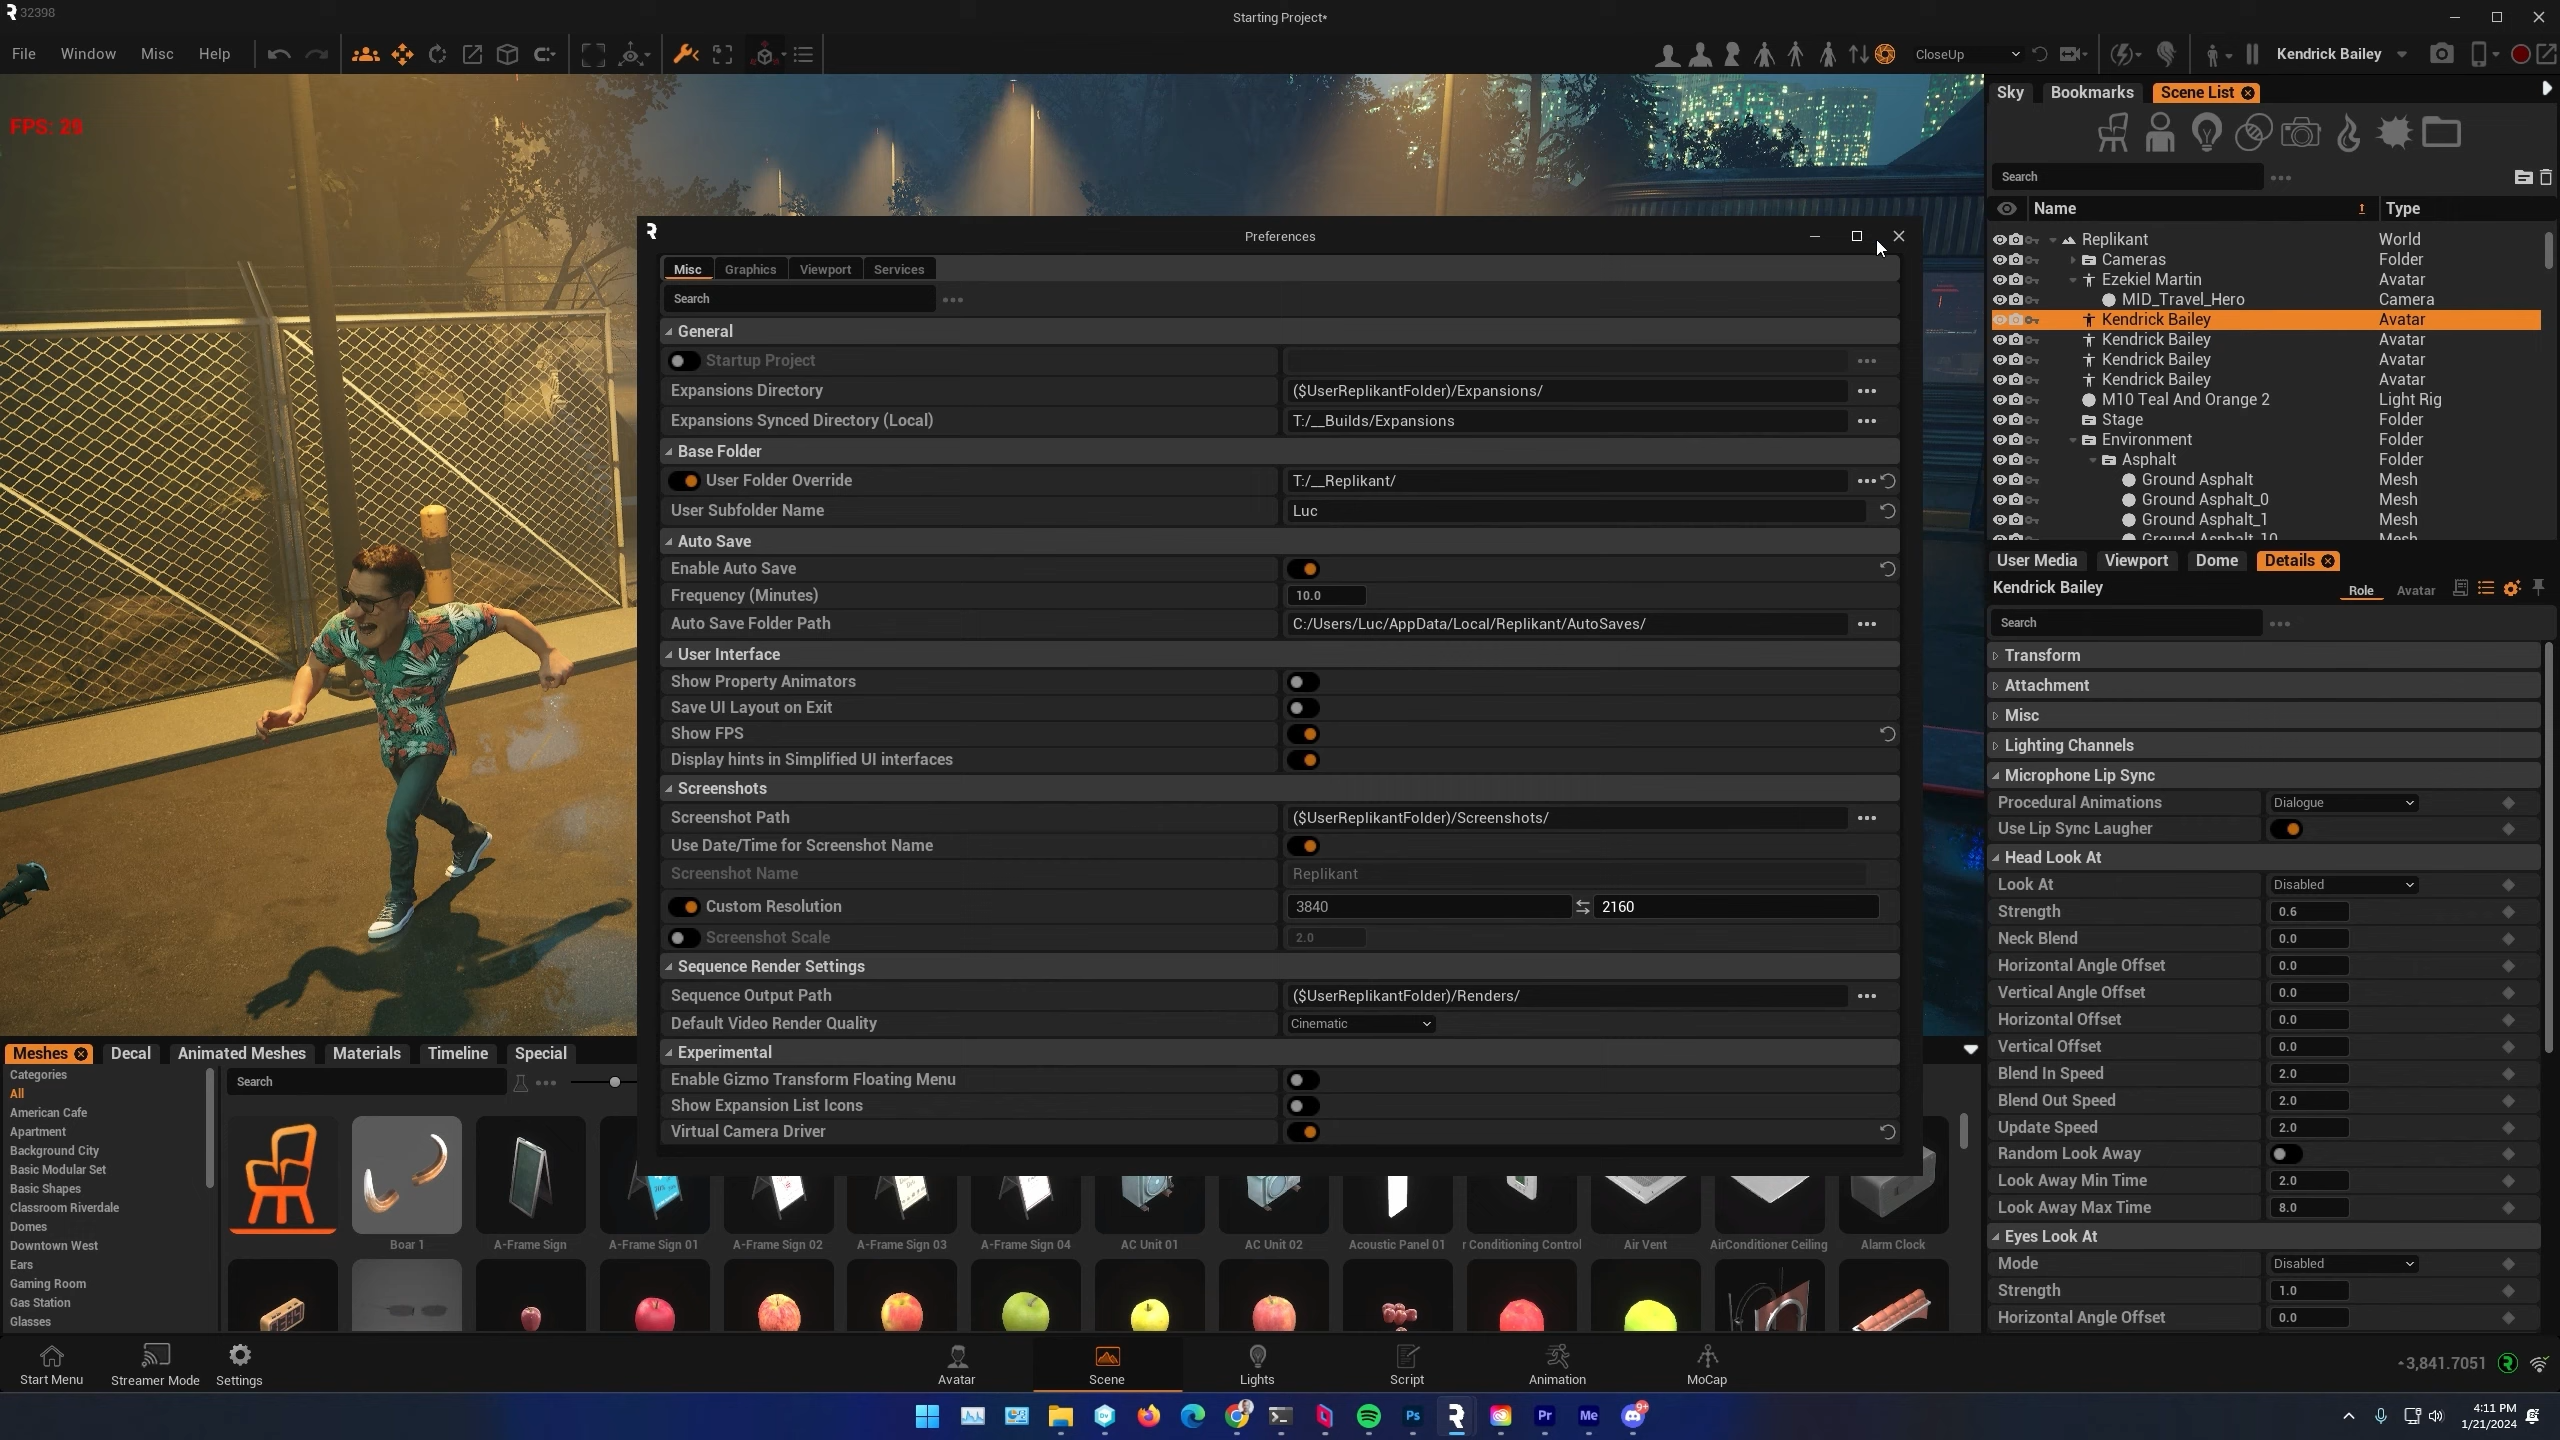 32398
Starting Project*
File Window Misc Help
CloseUp
Kendrick Bailey
FPS: 29
Preferences
Misc Graphics Viewport Services
Search
General
Startup Project
Expansions Directory ($UserReplikantFolder)/Expansions/
Expansions Synced Directory (Local) T:/__Builds/Expansions
Base Folder
User Folder Override T:/__Replikant/
User Subfolder Name Luc
Auto Save
Enable Auto Save
Frequency (Minutes) 10.0
Auto Save Folder Path C:/Users/Luc/AppData/Local/Replikant/AutoSaves/
User Interface
Show Property Animators
Save UI Layout on Exit
Show FPS
Display hints in Simplified UI interfaces
Screenshots
Screenshot Path ($UserReplikantFolder)/Screenshots/
Use Date/Time for Screenshot Name
Screenshot Name Replikant
Custom Resolution 3840 2160
Screenshot Scale 2.0
Sequence Render Settings
Sequence Output Path ($UserReplikantFolder)/Renders/
Default Video Render Quality Cinematic
Experimental
Enable Gizmo Transform Floating Menu
Show Expansion List Icons
Virtual Camera Driver
Sky Bookmarks Scene List
Search
Name Type
Replikant World
Cameras Folder
Ezekiel Martin Avatar
MID_Travel_Hero Camera
Kendrick Bailey Avatar
Kendrick Bailey Avatar
Kendrick Bailey Avatar
Kendrick Bailey Avatar
M10 Teal And Orange 2 Light Rig
Stage Folder
Environment Folder
Asphalt Folder
Ground Asphalt Mesh
Ground Asphalt_0 Mesh
Ground Asphalt_1 Mesh
Ground Asphalt_10 Mesh
User Media Viewport Dome Details
Kendrick Bailey Role Avatar
Search
Transform
Attachment
Misc
Lighting Channels
Microphone Lip Sync
Procedural Animations Dialogue
Use Lip Sync Laugher
Head Look At
Look At Disabled
Strength 0.6
Neck Blend 0.0
Horizontal Angle Offset 0.0
Vertical Angle Offset 0.0
Horizontal Offset 0.0
Vertical Offset 0.0
Blend In Speed 2.0
Blend Out Speed 2.0
Update Speed 2.0
Random Look Away
Look Away Min Time 2.0
Look Away Max Time 8.0
Eyes Look At
Mode Disabled
Strength 1.0
Horizontal Angle Offset 0.0
Meshes Decal Animated Meshes Materials Timeline Special
Categories
All
American Cafe
Apartment
Background City
Basic Modular Set
Basic Shapes
Classroom Riverdale
Domes
Downtown West
Ears
Gaming Room
Gas Station
Glasses
Search
Boar 1 A-Frame Sign A-Frame Sign 01 A-Frame Sign 02 A-Frame Sign 03 A-Frame Sign 04 AC Unit 01 AC Unit 02 Acoustic Panel 01 r Conditioning Control Air Vent AirConditioner Ceiling Alarm Clock
Start Menu Streamer Mode Settings Avatar Scene Lights Script Animation MoCap
3,841.7051
Ps Pr Me 9+
4:11 PM
1/21/2024